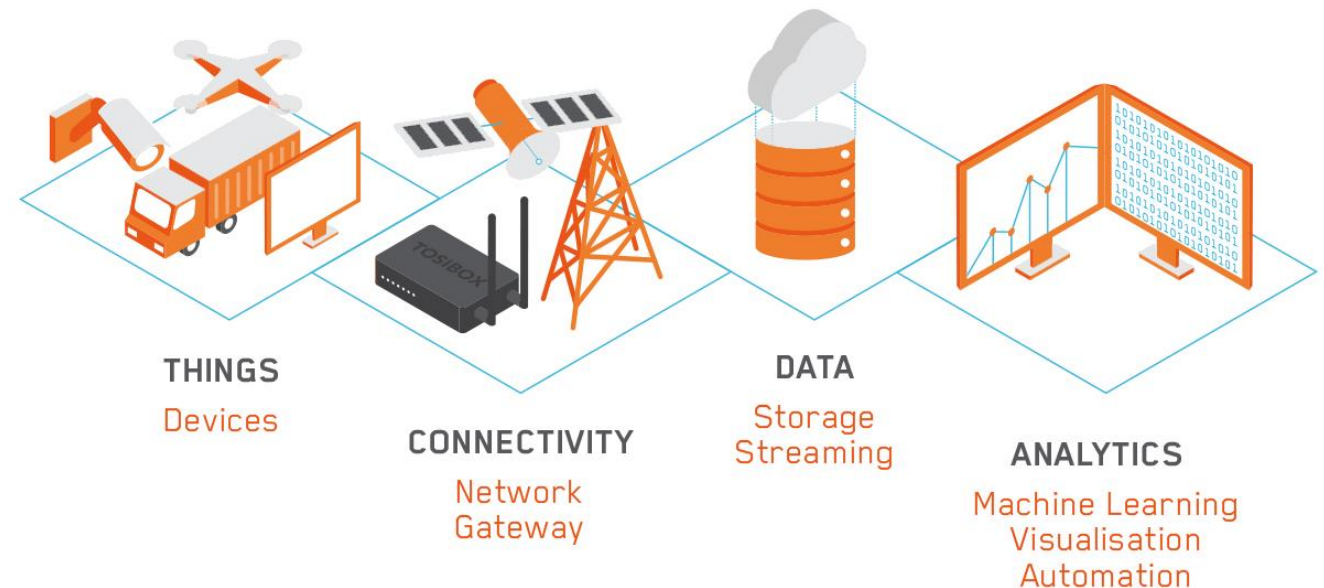 TOSIBOX
THINGS
Devices
CONNECTIVITY
Network
Gateway
DATA
Storage
Streaming
ANALYTICS
Machine Learning
Visualisation
Automation